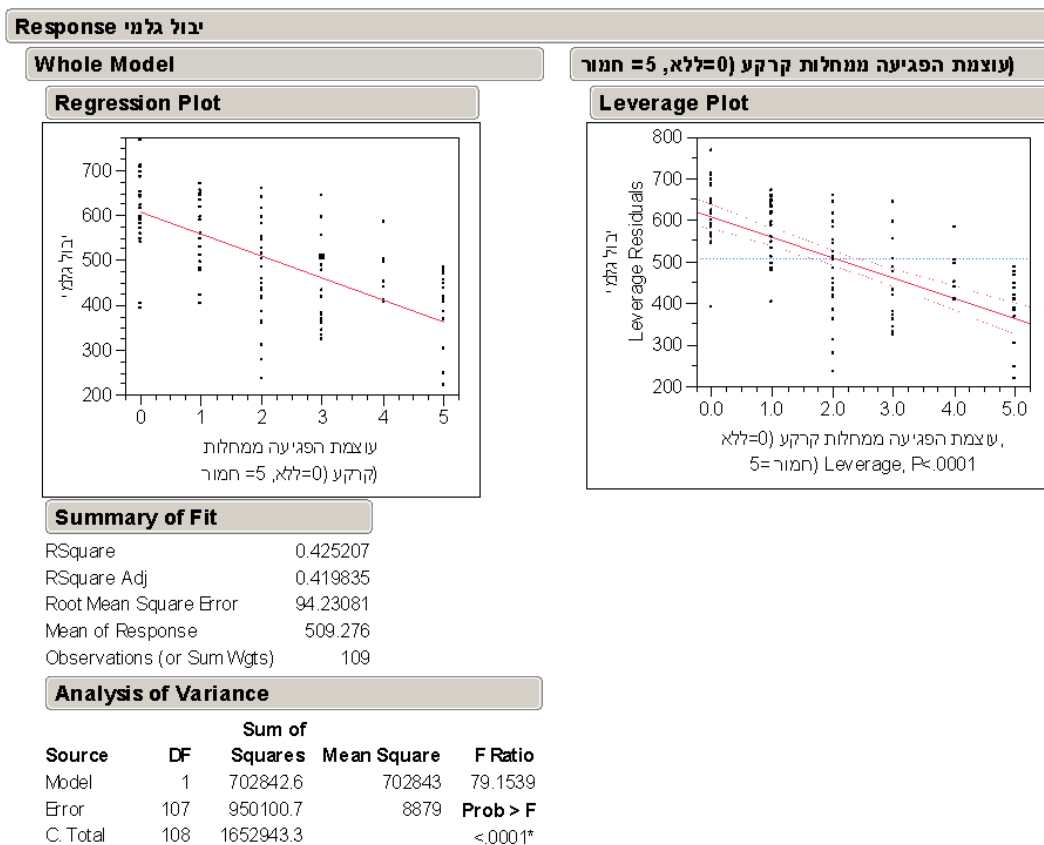 Response יבול גלמי
Whole Model
Regression Plot
יבול גלמי
700
600
500
400
300
200
0 1 2 3 4 5
עוצמת הפגיעה ממחלות
(קרקע (0=ללא, 5= חמור
Summary of Fit
RSquare 0.425207
RSquare Adj 0.419835
Root Mean Square Error 94.23081
Mean of Response 509.276
Observations (or Sum Wgts) 109
Analysis of Variance
Source DF Sum of Squares Mean Square F Ratio
Model 1 702842.6 702843 79.1539
Error 107 950100.7 8879 Prob > F
C. Total 108 1652943.3 <.0001*
(עוצמת הפגיעה ממחלות קרקע (0=ללא, 5= חמור
Leverage Plot
יבול גלמי
Leverage Residuals
800
700
600
500
400
300
200
0.0 1.0 2.0 3.0 4.0 5.0
עוצמת הפגיעה ממחלות קרקע (0=ללא,
5= חמור) Leverage, P<.0001